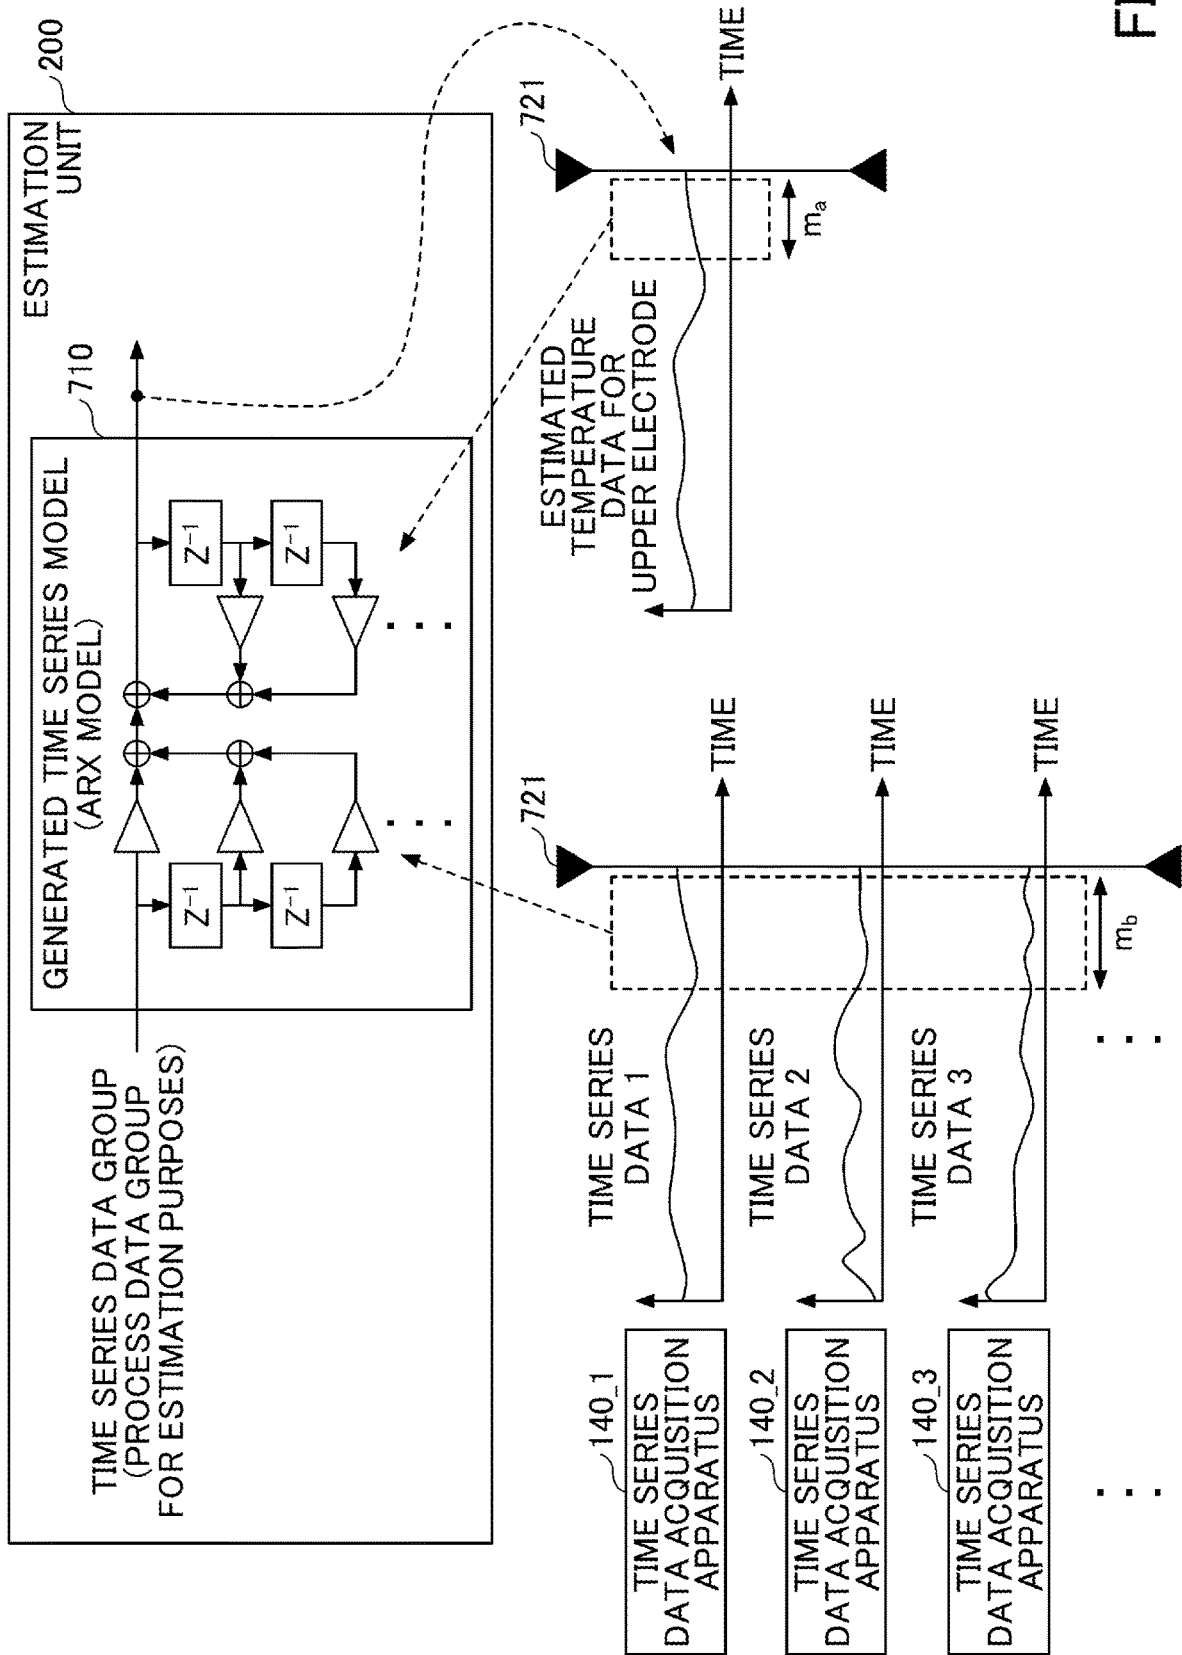 200
ESTIMATION
UNIT
710
GENERATED TIME SERIES MODEL
(ARX MODEL)
TIME SERIES DATA GROUP
(PROCESS DATA GROUP
FOR ESTIMATION PURPOSES)
Z⁻¹
Z⁻¹
Z⁻¹
Z⁻¹
. . .
. . .
140_1
TIME SERIES
DATA ACQUISITION
APPARATUS
TIME SERIES
DATA 1
TIME
721
140_2
TIME SERIES
DATA ACQUISITION
APPARATUS
TIME SERIES
DATA 2
TIME
140_3
TIME SERIES
DATA ACQUISITION
APPARATUS
TIME SERIES
DATA 3
TIME
m_b
. . .
. . .
ESTIMATED
TEMPERATURE
DATA FOR
UPPER ELECTRODE
721
TIME
m_a